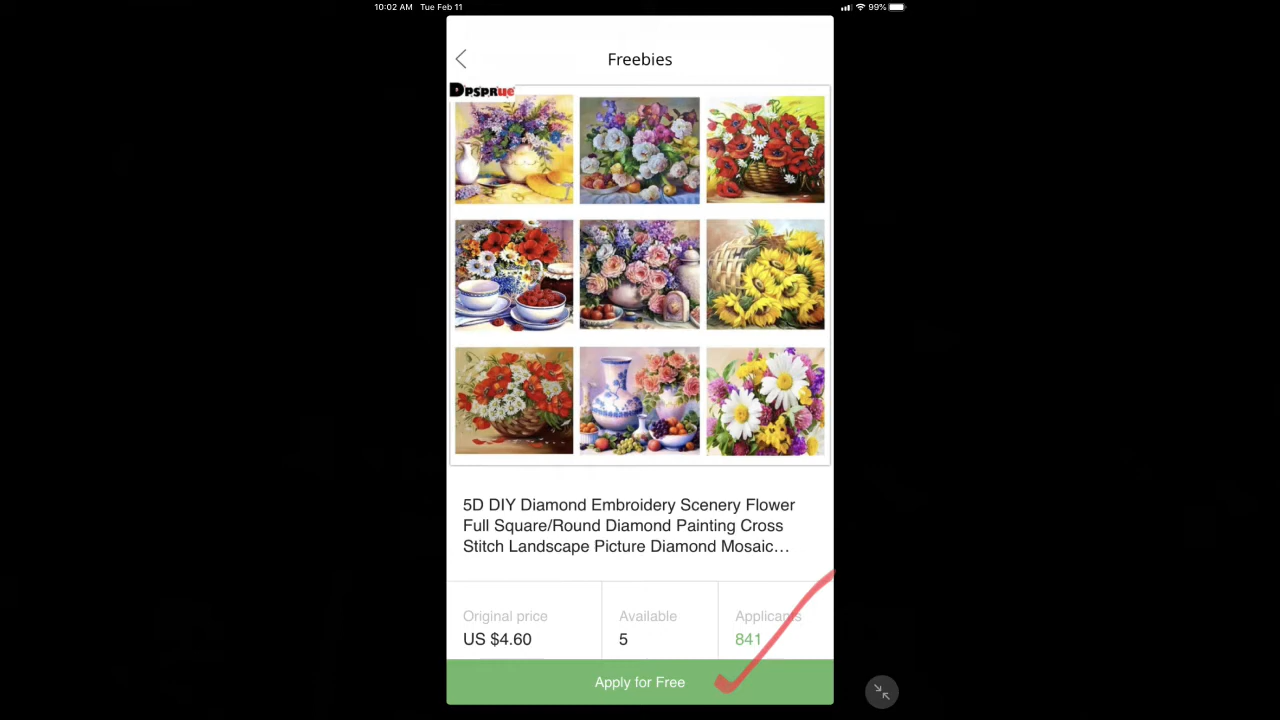 10:02 AM Tue Feb 11
99%
Freebies
DPSPRUE
5D DIY Diamond Embroidery Scenery Flower
Full Square/Round Diamond Painting Cross
Stitch Landscape Picture Diamond Mosaic…
Original price
US $4.60
Available
5
Applicants
841
Apply for Free